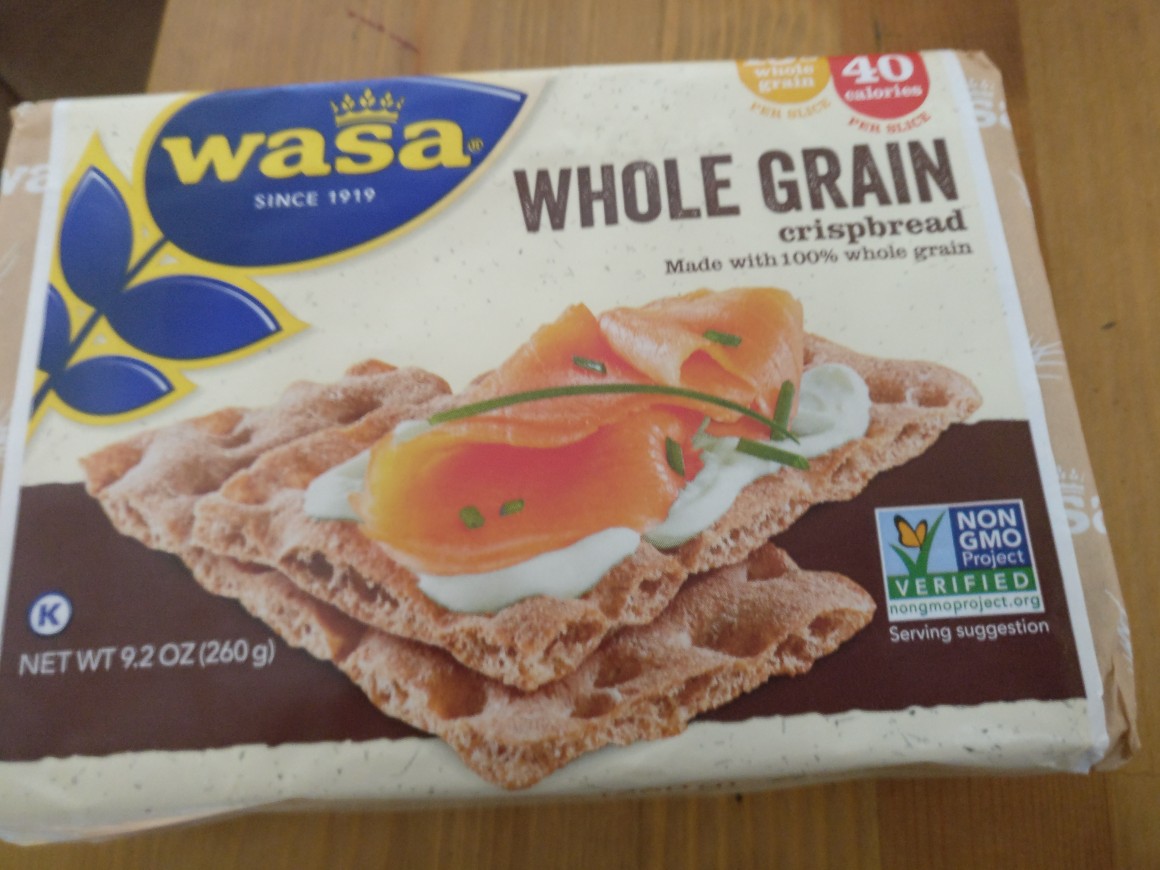 whole
grain
PER SLICE
40
calories
PER SLICE
wasa®
SINCE 1919
WHOLE GRAIN
crispbread
Made with 100% whole grain
NON
GMO
Project
VERIFIED
nongmoproject.org
Serving suggestion
K
NET WT 9.2 OZ (260 g)